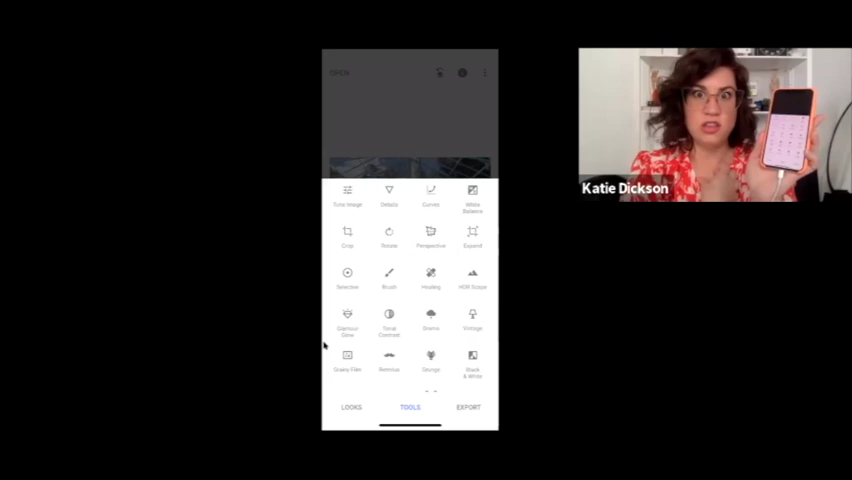 OPEN
Tune Image
Details
Curves
White
Balance
Crop
Rotate
Perspective
Expand
Selective
Brush
Healing
HDR Scape
Glamour
Glow
Tonal
Contrast
Drama
Vintage
Grainy Film
Retrolux
Grunge
Black
& White
LOOKS
TOOLS
EXPORT
Katie Dickson